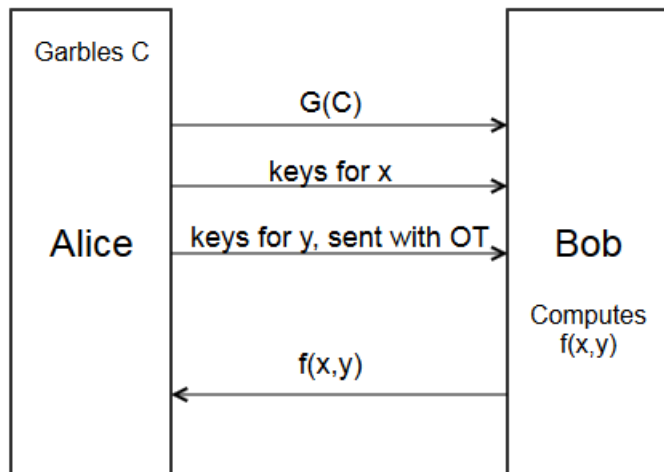 Garbles C
G(C)
keys for x
Alice
keys for y, sent with OT
Bob
Computes
f(x,y)
f(x,y)